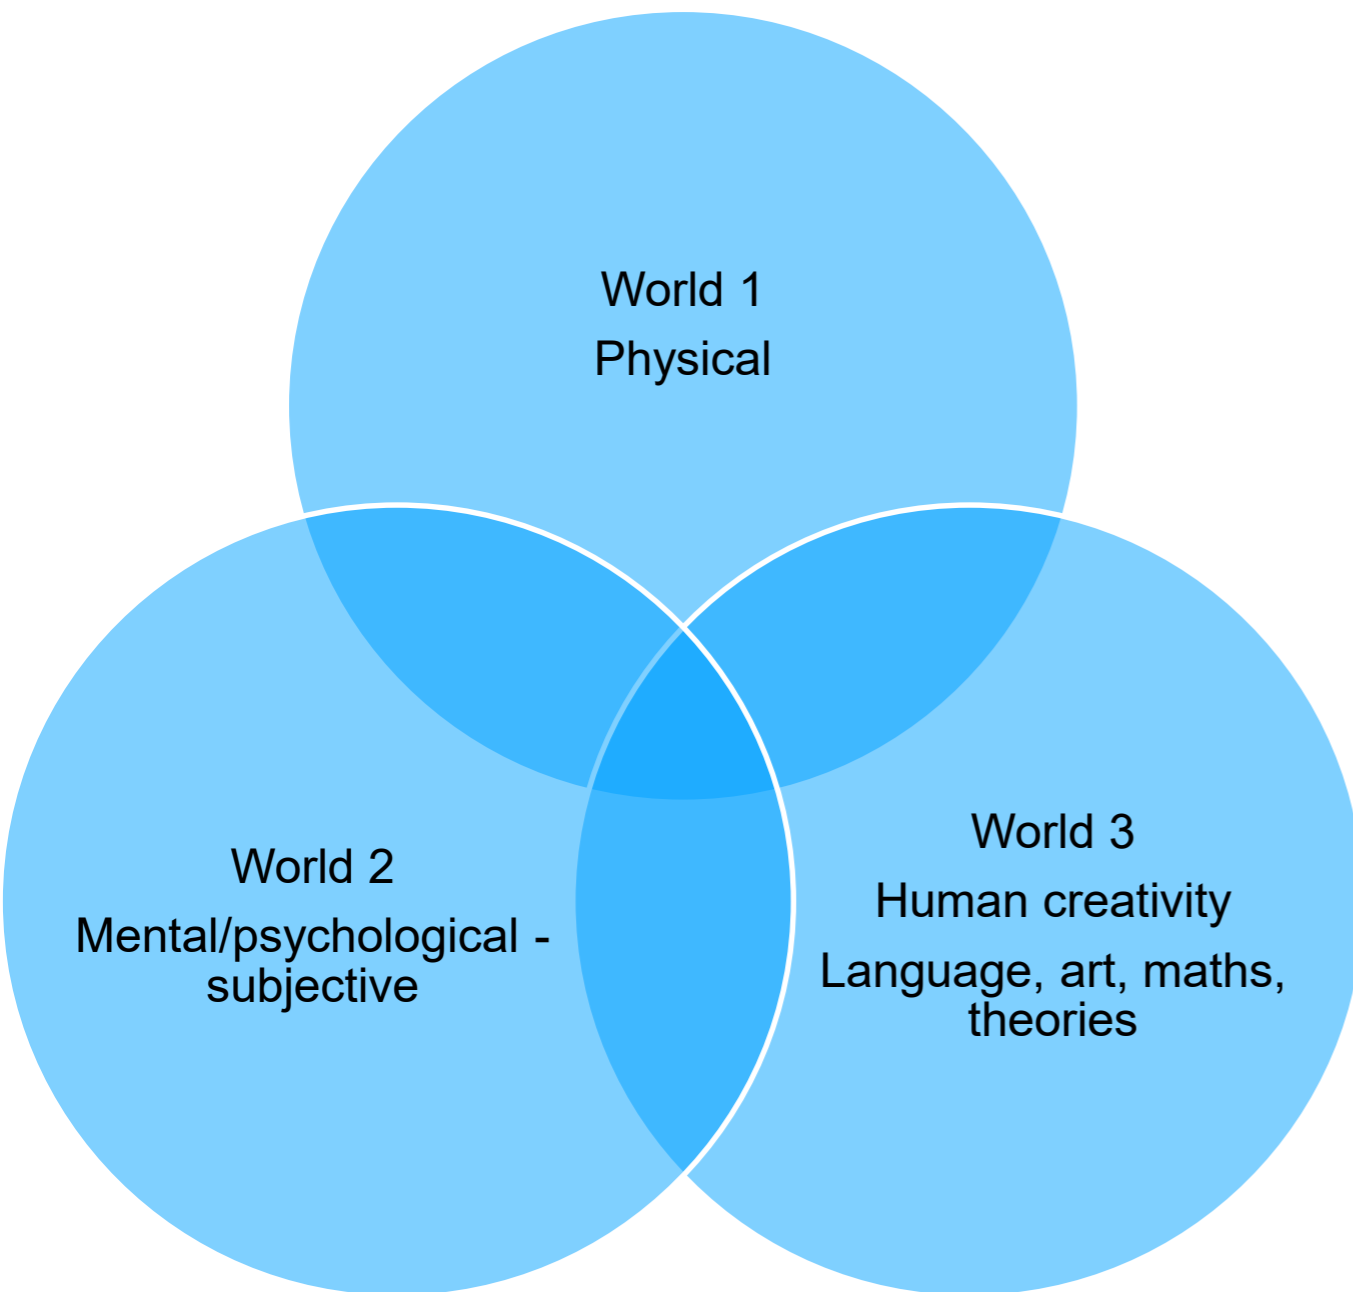 World 1
Physical
World 2
Mental/psychological -
subjective
World 3
Human creativity
Language, art, maths,
theories